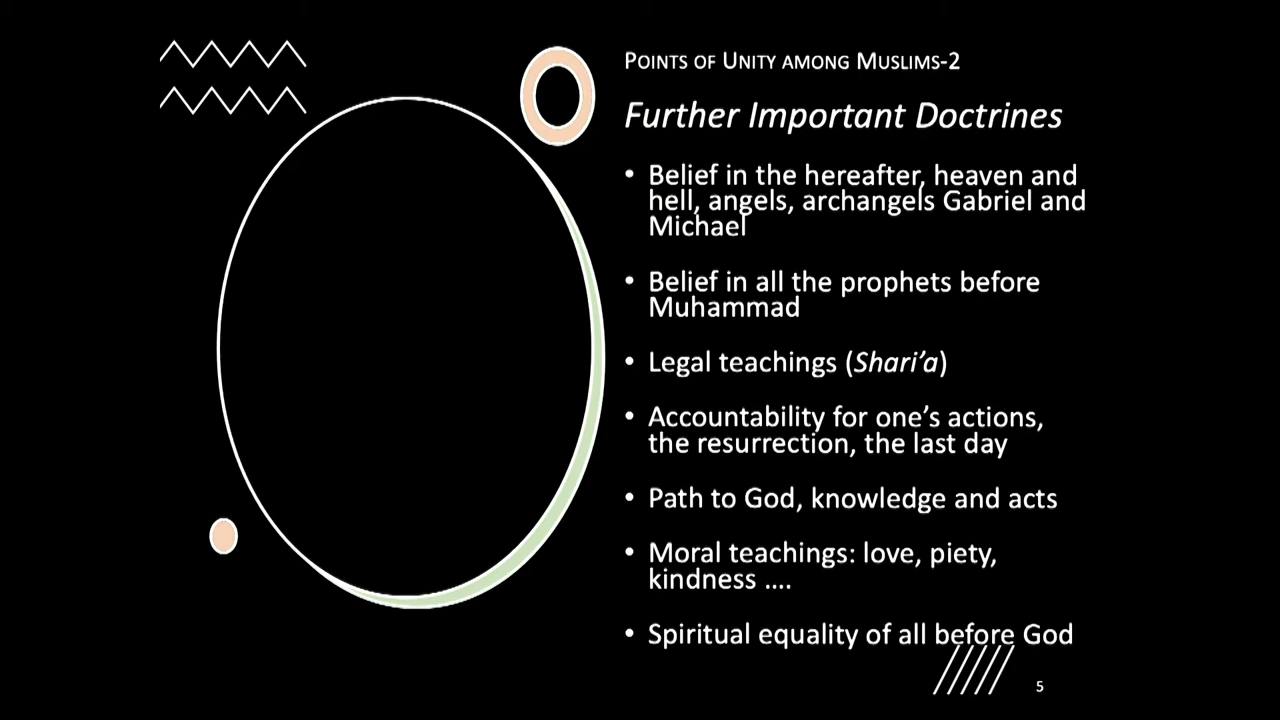 Points of Unity among Muslims-2
Further Important Doctrines
• Belief in the hereafter, heaven and
hell, angels, archangels Gabriel and
Michael
• Belief in all the prophets before
Muhammad
• Legal teachings (Shari’a)
• Accountability for one’s actions,
the resurrection, the last day
• Path to God, knowledge and acts
• Moral teachings: love, piety,
kindness ....
• Spiritual equality of all before God
5